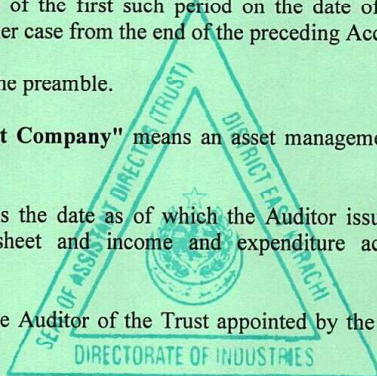 of the first such period on the date of
er case from the end of the preceding Acc
ne preamble.
t Company" means an asset managem
s the date as of which the Auditor issu
sheet and income and expenditure ac
e Auditor of the Trust appointed by the
SEAL OF ASSISTANT DIRECTOR (TRUST)
DISTRICT EAST KARACHI
DIRECTORATE OF INDUSTRIES